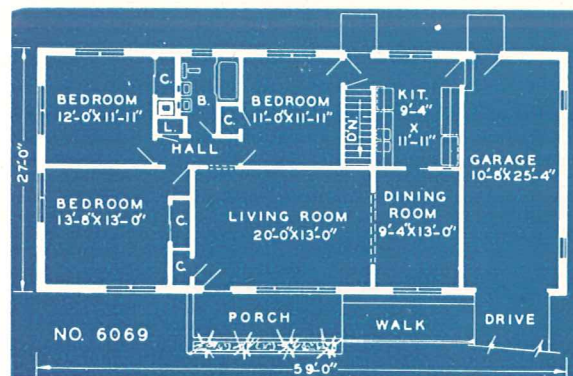 C.
BEDROOM
12'-0"X11'-11"
B.
BEDROOM
11'-0"X11'-11"
C.
L.
HALL
D'N.
KIT.
9'-4"
X
11'-11"
GARAGE
10'-8"X25'-4"
27'-0"
BEDROOM
13'-8"X13'-0"
C.
C.
LIVING ROOM
20'-0"X13'-0"
DINING
ROOM
9'-4"X13'-0"
NO. 6069
PORCH
WALK
DRIVE
59'-0"